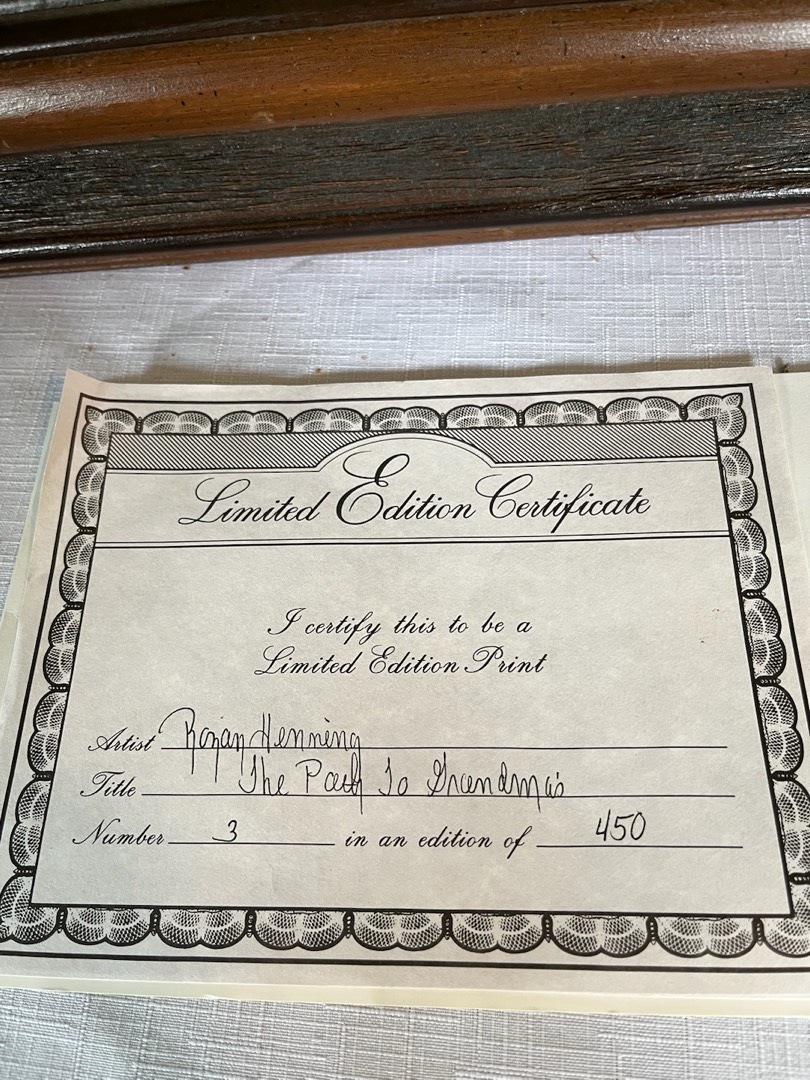 Limited Edition Certificate
I certify this to be a
Limited Edition Print
Artist Rozan Henning
Title The Path To Grandma's
Number 3 in an edition of 450